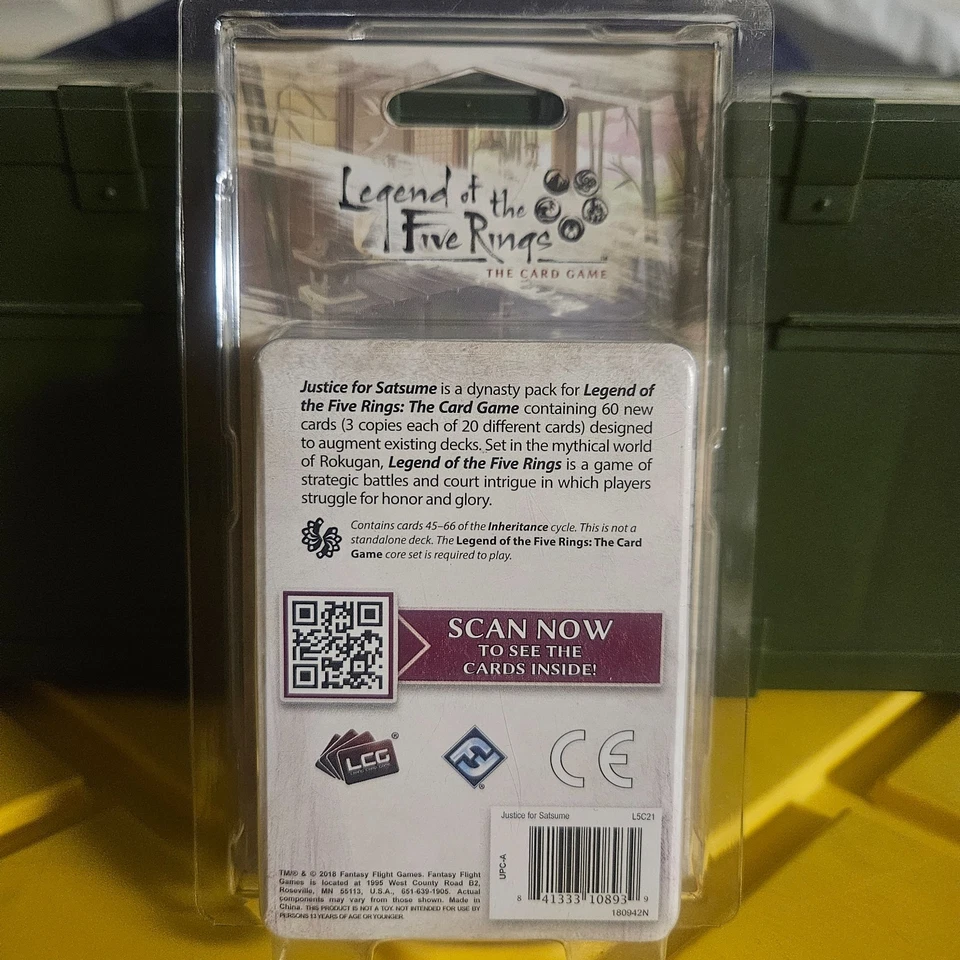 Legend of the
Five Rings
THE CARD GAME
Justice for Satsume is a dynasty pack for Legend of
the Five Rings: The Card Game containing 60 new
cards (3 copies each of 20 different cards) designed
to augment existing decks. Set in the mythical world
of Rokugan, Legend of the Five Rings is a game of
strategic battles and court intrigue in which players
struggle for honor and glory.
Contains cards 45–66 of the Inheritance cycle. This is not a
standalone deck. The Legend of the Five Rings: The Card
Game core set is required to play.
SCAN NOW
TO SEE THE
CARDS INSIDE!
LCG®
CE
Justice for Satsume L5C21
UPC-A
8 41333 10893 9
180942N
TM/® & © 2018 Fantasy Flight Games. Fantasy Flight
Games is located at 1995 West County Road B2,
Roseville, MN 55113, U.S.A., 651-639-1905. Actual
components may vary from those shown. Made in
China. THIS PRODUCT IS NOT A TOY. NOT INTENDED FOR USE BY
PERSONS 13 YEARS OF AGE OR YOUNGER.